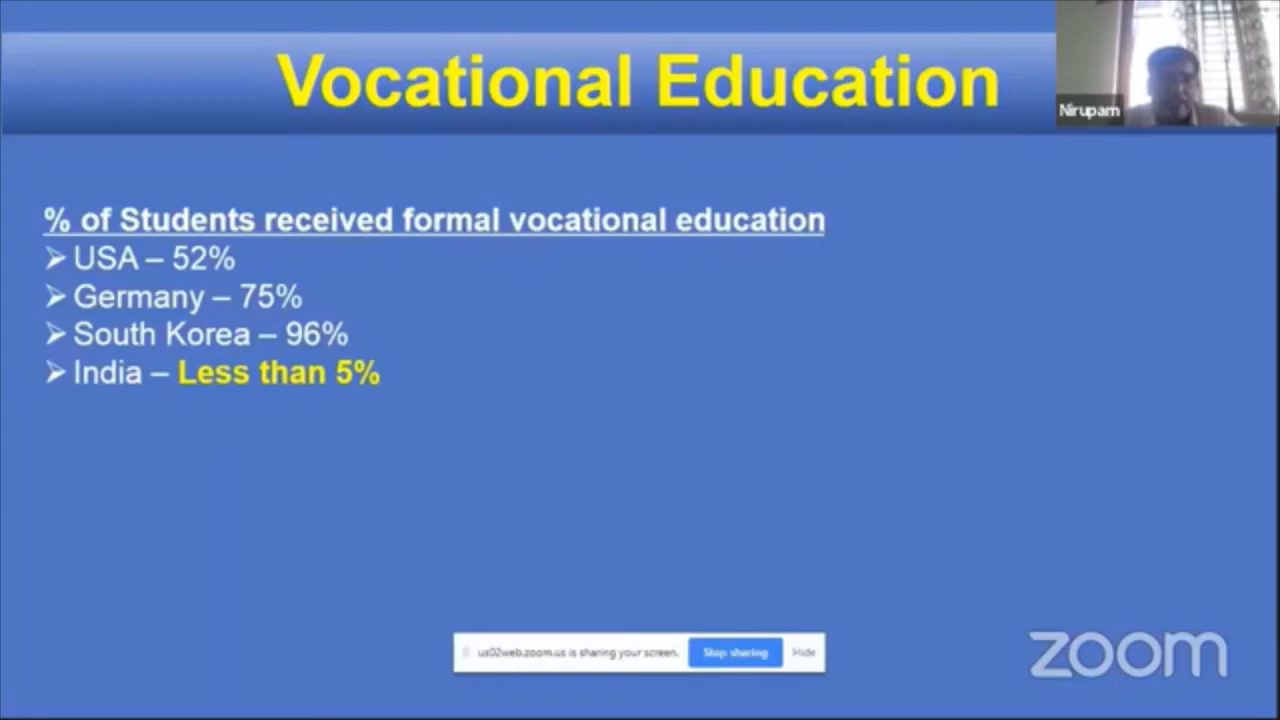 Vocational Education
Nirupam
% of Students received formal vocational education
➢ USA – 52%
➢ Germany – 75%
➢ South Korea – 96%
➢ India – Less than 5%
us02web.zoom.us is sharing your screen. Stop sharing Hide
zoom